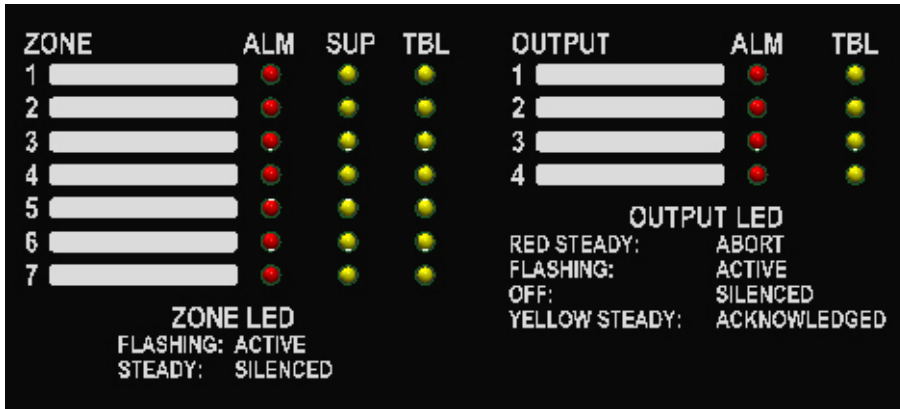 ZONE ALM SUP TBL
1
2
3
4
5
6
7
ZONE LED
FLASHING: ACTIVE
STEADY: SILENCED
OUTPUT ALM TBL
1
2
3
4
OUTPUT LED
RED STEADY: ABORT
FLASHING: ACTIVE
OFF: SILENCED
YELLOW STEADY: ACKNOWLEDGED